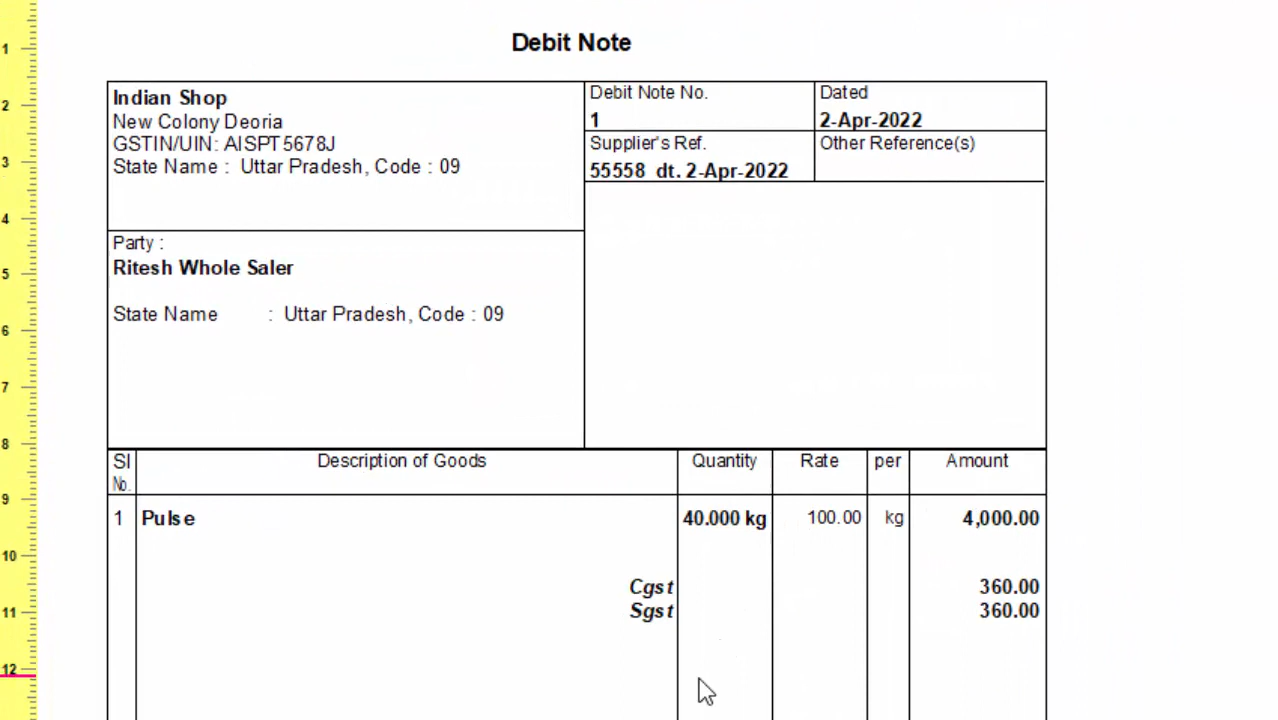 Debit Note
Indian Shop
New Colony Deoria
GSTIN/UIN: AISPT5678J
State Name : Uttar Pradesh, Code : 09
Debit Note No.
1
Dated
2-Apr-2022
Supplier's Ref.
55558 dt. 2-Apr-2022
Other Reference(s)
Party :
Ritesh Whole Saler
State Name : Uttar Pradesh, Code : 09
Sl No. Description of Goods Quantity Rate per Amount
1 Pulse 40.000 kg 100.00 kg 4,000.00
Cgst 360.00
Sgst 360.00
1
2
3
4
5
6
7
8
9
10
11
12